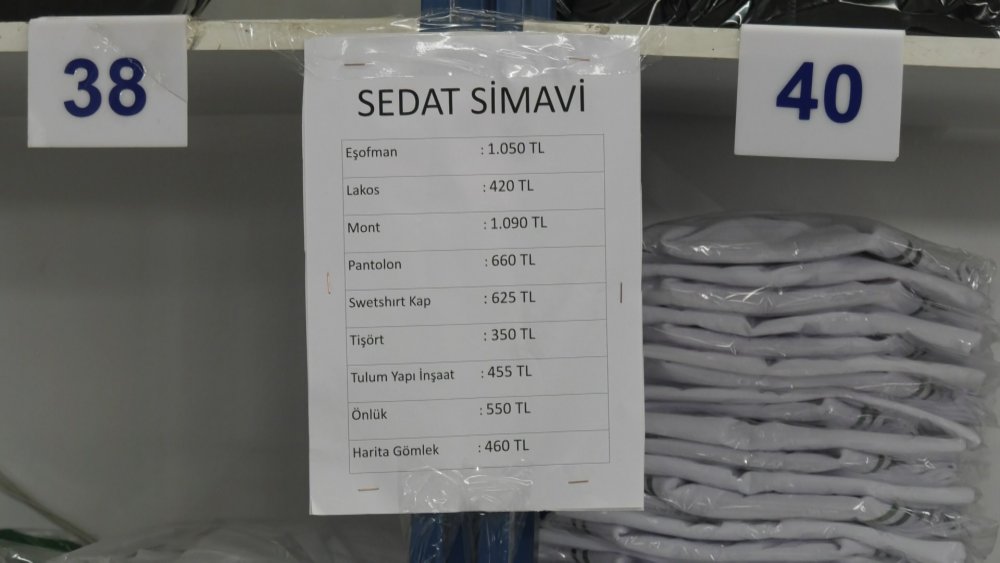 38
40
SEDAT SİMAVİ
Eşofman : 1.050 TL
Lakos : 420 TL
Mont : 1.090 TL
Pantolon : 660 TL
Swetshırt Kap : 625 TL
Tişört : 350 TL
Tulum Yapı İnşaat : 455 TL
Önlük : 550 TL
Harita Gömlek : 460 TL